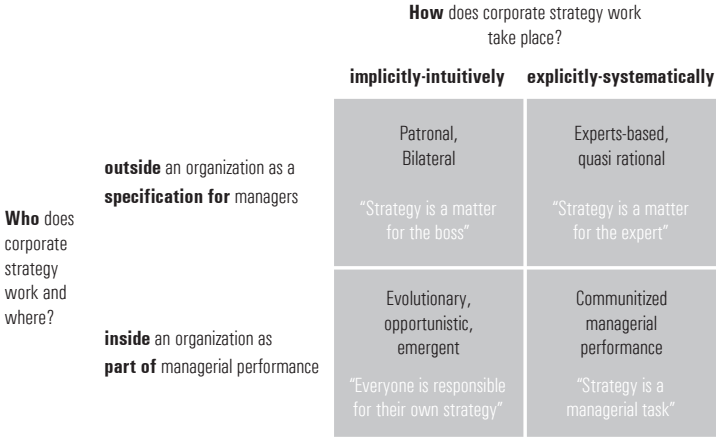 How does corporate strategy work
take place?
implicitly-intuitively
explicitly-systematically
Who does
corporate
strategy
work and
where?
outside an organization as a
specification for managers
Patronal,
Bilateral
"Strategy is a matter
for the boss"
Experts-based,
quasi rational
"Strategy is a matter
for the expert"
inside an organization as
part of managerial performance
Evolutionary,
opportunistic,
emergent
"Everyone is responsible
for their own strategy"
Communitized
managerial
performance
"Strategy is a
managerial task"